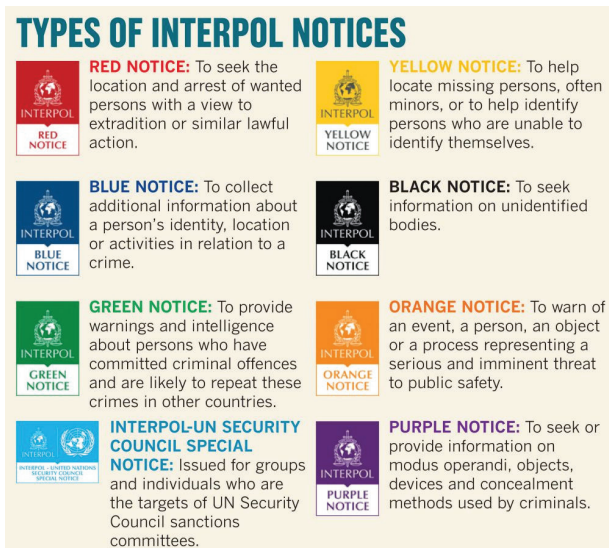 TYPES OF INTERPOL NOTICES
INTERPOL
RED
NOTICE
RED NOTICE: To seek the
location and arrest of wanted
persons with a view to
extradition or similar lawful
action.
INTERPOL
YELLOW
NOTICE
YELLOW NOTICE: To help
locate missing persons, often
minors, or to help identify
persons who are unable to
identify themselves.
INTERPOL
BLUE
NOTICE
BLUE NOTICE: To collect
additional information about
a person's identity, location
or activities in relation to a
crime.
INTERPOL
BLACK
NOTICE
BLACK NOTICE: To seek
information on unidentified
bodies.
INTERPOL
GREEN
NOTICE
GREEN NOTICE: To provide
warnings and intelligence
about persons who have
committed criminal offences
and are likely to repeat these
crimes in other countries.
INTERPOL
ORANGE
NOTICE
ORANGE NOTICE: To warn of
an event, a person, an object
or a process representing a
serious and imminent threat
to public safety.
INTERPOL
INTERPOL - UNITED NATIONS
SECURITY COUNCIL
SPECIAL NOTICE
INTERPOL-UN SECURITY
COUNCIL SPECIAL
NOTICE: Issued for groups
and individuals who are
the targets of UN Security
Council sanctions
committees.
INTERPOL
PURPLE
NOTICE
PURPLE NOTICE: To seek or
provide information on
modus operandi, objects,
devices and concealment
methods used by criminals.